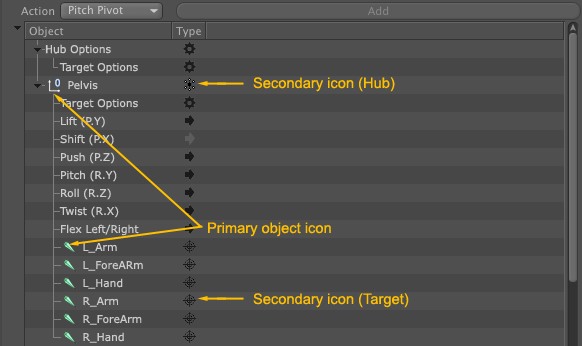 Action Pitch Pivot Add
Object Type
Hub Options
Target Options
0 Pelvis Secondary icon (Hub)
Target Options
Lift (P.Y)
Shift (P.X)
Push (P.Z)
Pitch (R.Y)
Roll (R.Z)
Twist (R.X)
Flex Left/Right Primary object icon
L_Arm
L_ForeARm
L_Hand
R_Arm Secondary icon (Target)
R_ForeArm
R_Hand